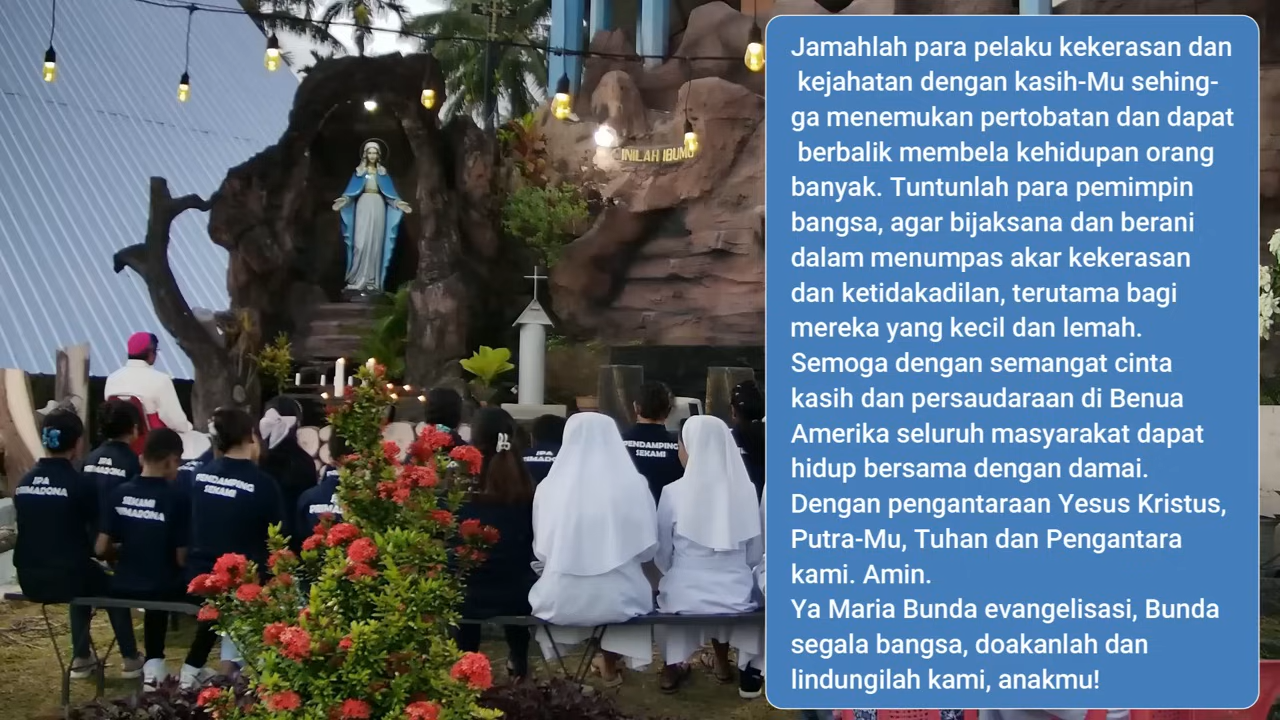 INILAH IBUMU
Jamahlah para pelaku kekerasan dan
kejahatan dengan kasih-Mu sehing-
ga menemukan pertobatan dan dapat
berbalik membela kehidupan orang
banyak. Tuntunlah para pemimpin
bangsa, agar bijaksana dan berani
dalam menumpas akar kekerasan
dan ketidakadilan, terutama bagi
mereka yang kecil dan lemah.
Semoga dengan semangat cinta
kasih dan persaudaraan di Benua
Amerika seluruh masyarakat dapat
hidup bersama dengan damai.
Dengan pengantaraan Yesus Kristus,
Putra-Mu, Tuhan dan Pengantara
kami. Amin.
Ya Maria Bunda evangelisasi, Bunda
segala bangsa, doakanlah dan
lindungilah kami, anakmu!
PENDAMPING
SEKAMI
SEKAMI
PRIMADONA
PENDAMPING
SEKAMI